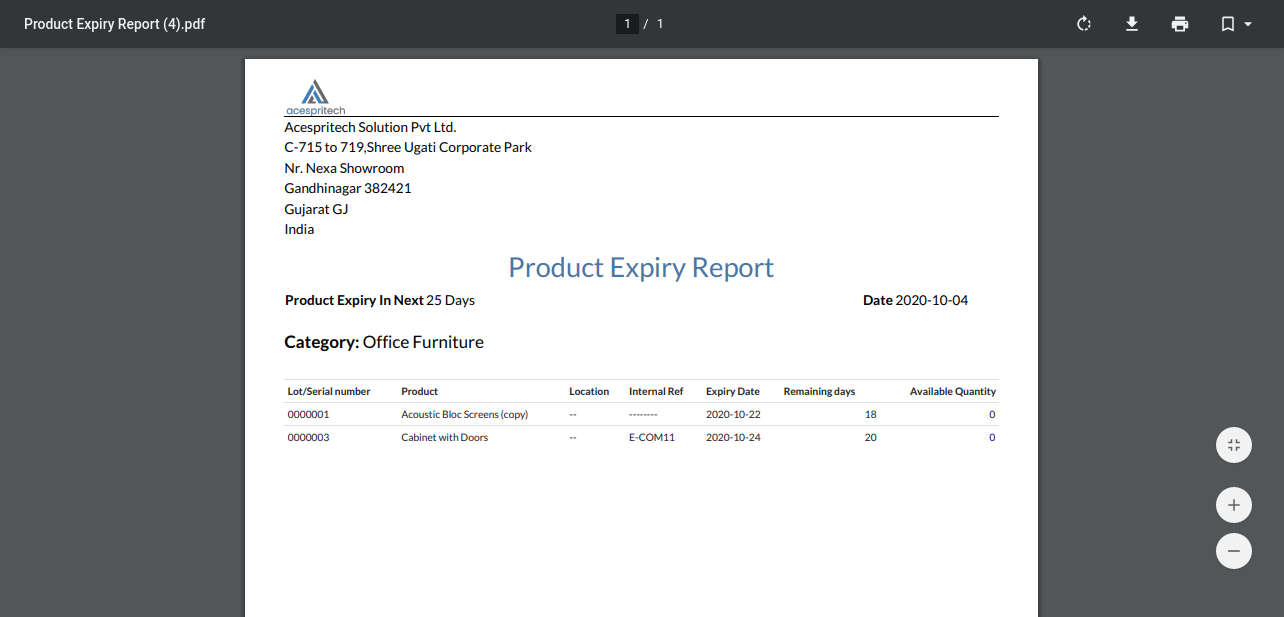 Product Expiry Report (4).pdf
1 / 1
acespritech
Acespritech Solution Pvt Ltd.
C-715 to 719,Shree Ugati Corporate Park
Nr. Nexa Showroom
Gandhinagar 382421
Gujarat GJ
India
Product Expiry Report
Product Expiry In Next 25 Days Date 2020-10-04
Category: Office Furniture
Lot/Serial number Product Location Internal Ref Expiry Date Remaining days Available Quantity
0000001 Acoustic Bloc Screens (copy) -- -------- 2020-10-22 18 0
0000003 Cabinet with Doors -- E-COM11 2020-10-24 20 0